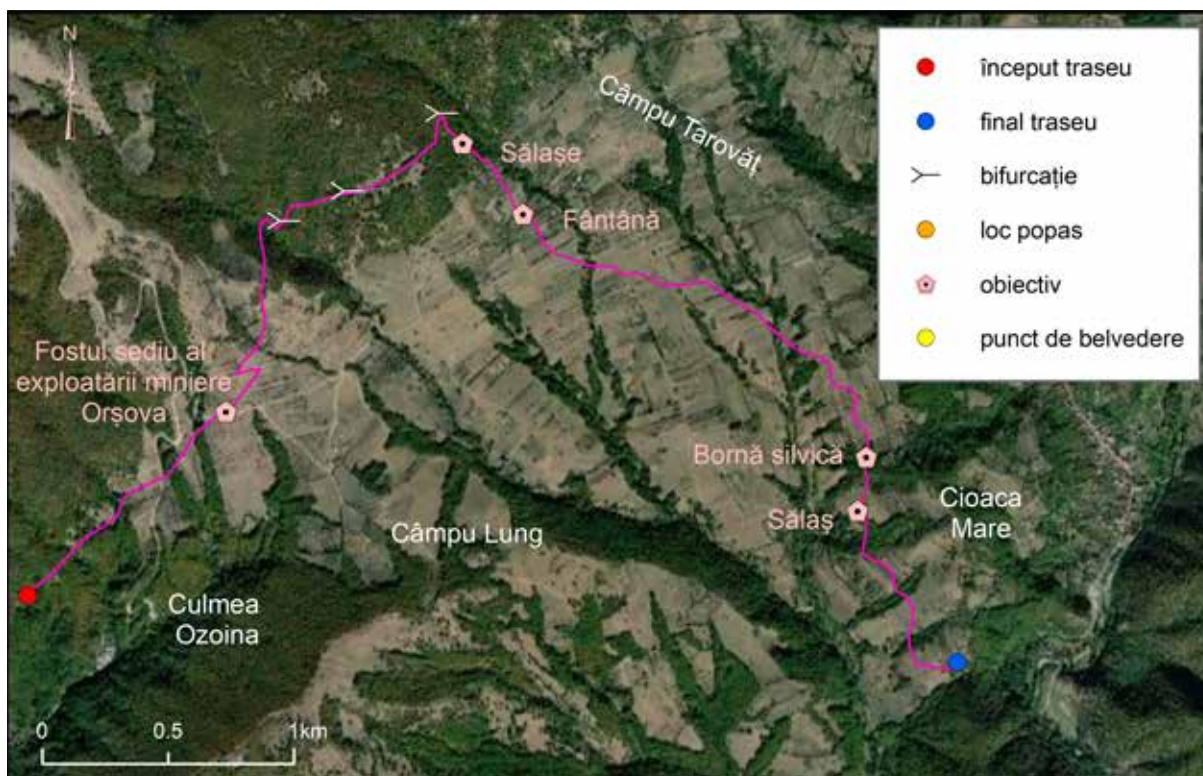 N
Câmpu Tarovăț
Sălașe
Fântână
Fostul sediu al
exploatării miniere
Orșova
Bornă silvică
Sălaș
Cioaca
Mare
Câmpu Lung
Culmea
Ozoina
0 0.5 1km
început traseu
final traseu
bifurcație
loc popas
obiectiv
punct de belvedere